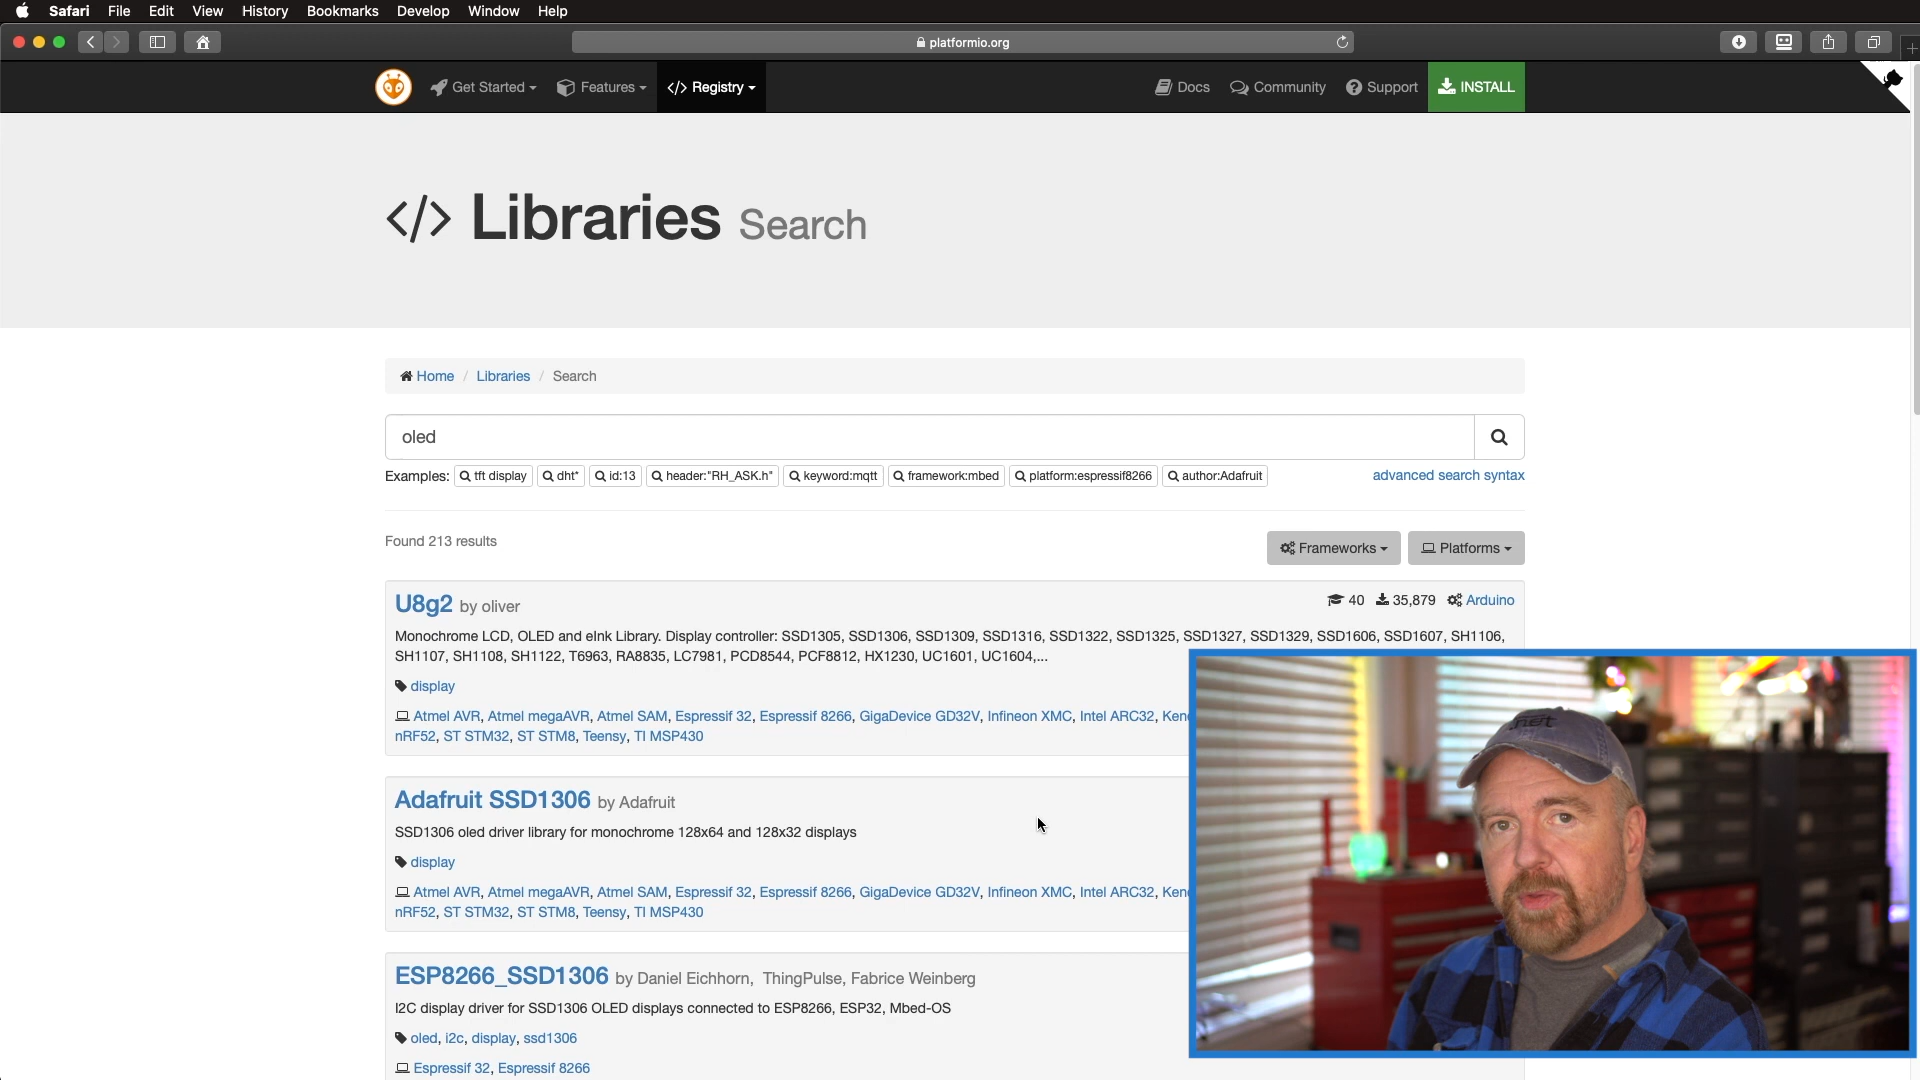 Safari File Edit View History Bookmarks Develop Window Help
platformio.org
Get Started Features </> Registry Docs Community Support INSTALL
</> Libraries Search
Home / Libraries / Search
oled
Examples: tft display dht* id:13 header:"RH_ASK.h" keyword:mqtt framework:mbed platform:espressif8266 author:Adafruit advanced search syntax
Found 213 results
Frameworks Platforms
U8g2 by oliver 40 35,879 Arduino
Monochrome LCD, OLED and eInk Library. Display controller: SSD1305, SSD1306, SSD1309, SSD1316, SSD1322, SSD1325, SSD1327, SSD1329, SSD1606, SSD1607, SH1106,
SH1107, SH1108, SH1122, T6963, RA8835, LC7981, PCD8544, PCF8812, HX1230, UC1601, UC1604,...
display
Atmel AVR, Atmel megaAVR, Atmel SAM, Espressif 32, Espressif 8266, GigaDevice GD32V, Infineon XMC, Intel ARC32,
nRF52, ST STM32, ST STM8, Teensy, TI MSP430
Adafruit SSD1306 by Adafruit
SSD1306 oled driver library for monochrome 128x64 and 128x32 displays
display
Atmel AVR, Atmel megaAVR, Atmel SAM, Espressif 32, Espressif 8266, GigaDevice GD32V, Infineon XMC, Intel ARC32,
nRF52, ST STM32, ST STM8, Teensy, TI MSP430
ESP8266_SSD1306 by Daniel Eichhorn, ThingPulse, Fabrice Weinberg
I2C display driver for SSD1306 OLED displays connected to ESP8266, ESP32, Mbed-OS
oled, i2c, display, ssd1306
Espressif 32, Espressif 8266
.net